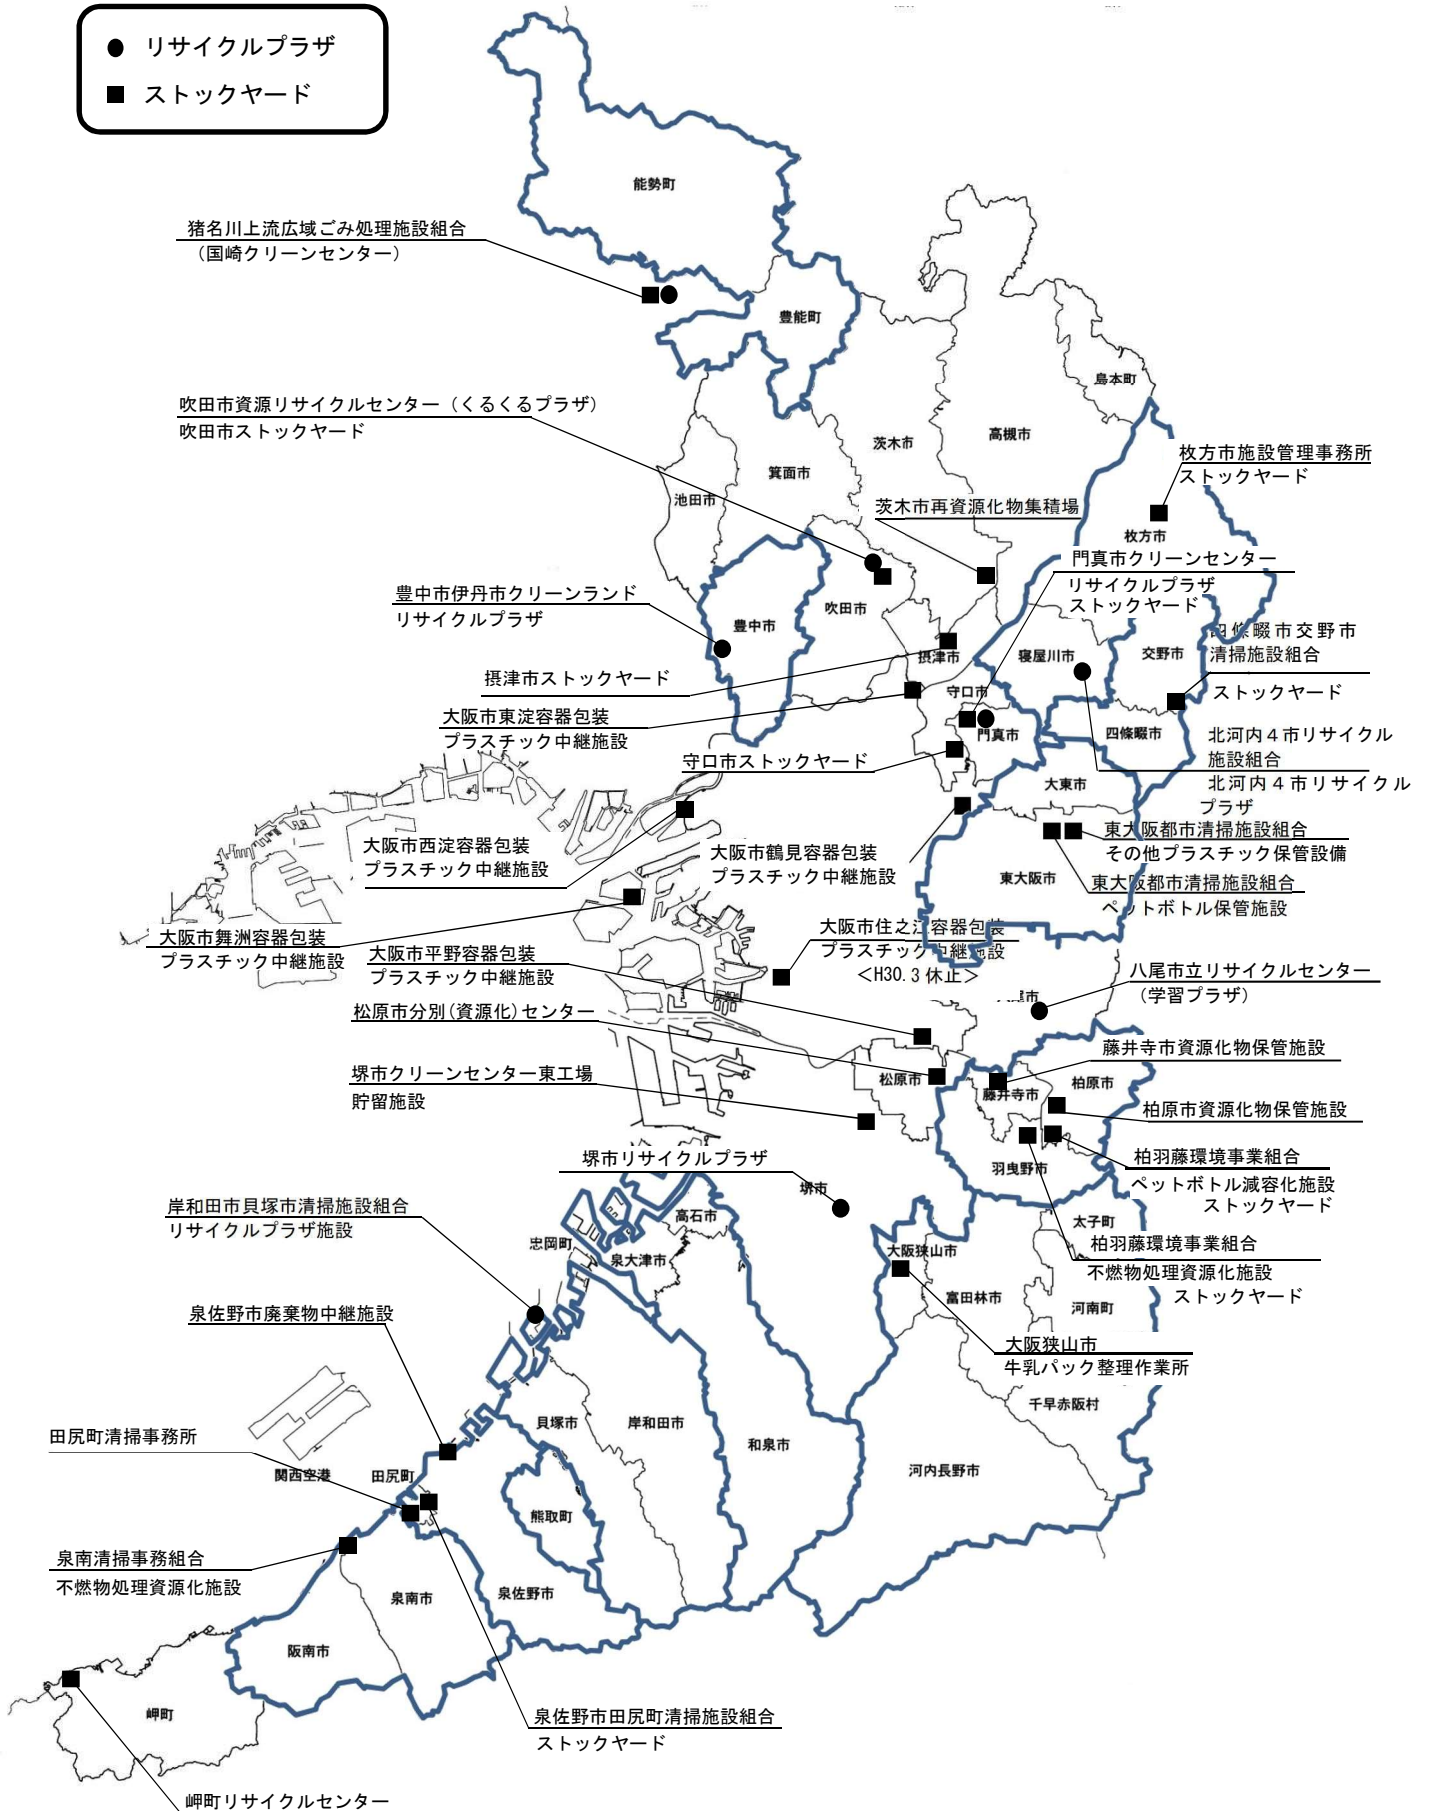 リサイクルプラザ
ストックヤード
能勢町
猪名川上流広域ごみ処理施設組合
（国崎クリーンセンター）
豊能町
島本町
吹田市資源リサイクルセンター（くるくるプラザ）
吹田市ストックヤード
茨木市
高槻市
箕面市
池田市
枚方市施設管理事務所
ストックヤード
茨木市再資源化物集積場
枚方市
門真市クリーンセンター
リサイクルプラザ
ストックヤード
豊中市伊丹市クリーンランド
リサイクルプラザ
吹田市
豊中市
四條畷市交野市
清掃施設組合
ストックヤード
摂津市
寝屋川市
交野市
摂津市ストックヤード
守口市
大阪市東淀容器包装
プラスチック中継施設
門真市
四條畷市
北河内４市リサイクル
施設組合
北河内４市リサイクル
プラザ
守口市ストックヤード
大東市
大阪市西淀容器包装
プラスチック中継施設
大阪市鶴見容器包装
プラスチック中継施設
東大阪都市清掃施設組合
その他プラスチック保管設備
東大阪市
東大阪都市清掃施設組合
ペットボトル保管施設
大阪市舞洲容器包装
プラスチック中継施設
大阪市平野容器包装
プラスチック中継施設
大阪市住之江容器包装
プラスチック中継施設
＜H30.3 休止＞
八尾市立リサイクルセンター
（学習プラザ）
松原市分別(資源化)センター
藤井寺市資源化物保管施設
堺市クリーンセンター東工場
貯留施設
松原市
藤井寺市
柏原市
柏原市資源化物保管施設
堺市リサイクルプラザ
羽曳野市
柏羽藤環境事業組合
ペットボトル減容化施設
ストックヤード
堺市
岸和田市貝塚市清掃施設組合
リサイクルプラザ施設
高石市
太子町
忠岡町
泉大津市
大阪狭山市
柏羽藤環境事業組合
不燃物処理資源化施設
ストックヤード
富田林市
河南町
泉佐野市廃棄物中継施設
大阪狭山市
牛乳パック整理作業所
千早赤阪村
貝塚市
岸和田市
和泉市
河内長野市
田尻町清掃事務所
関西空港
田尻町
熊取町
泉南清掃事務組合
不燃物処理資源化施設
泉南市
泉佐野市
阪南市
岬町
泉佐野市田尻町清掃施設組合
ストックヤード
岬町リサイクルセンター